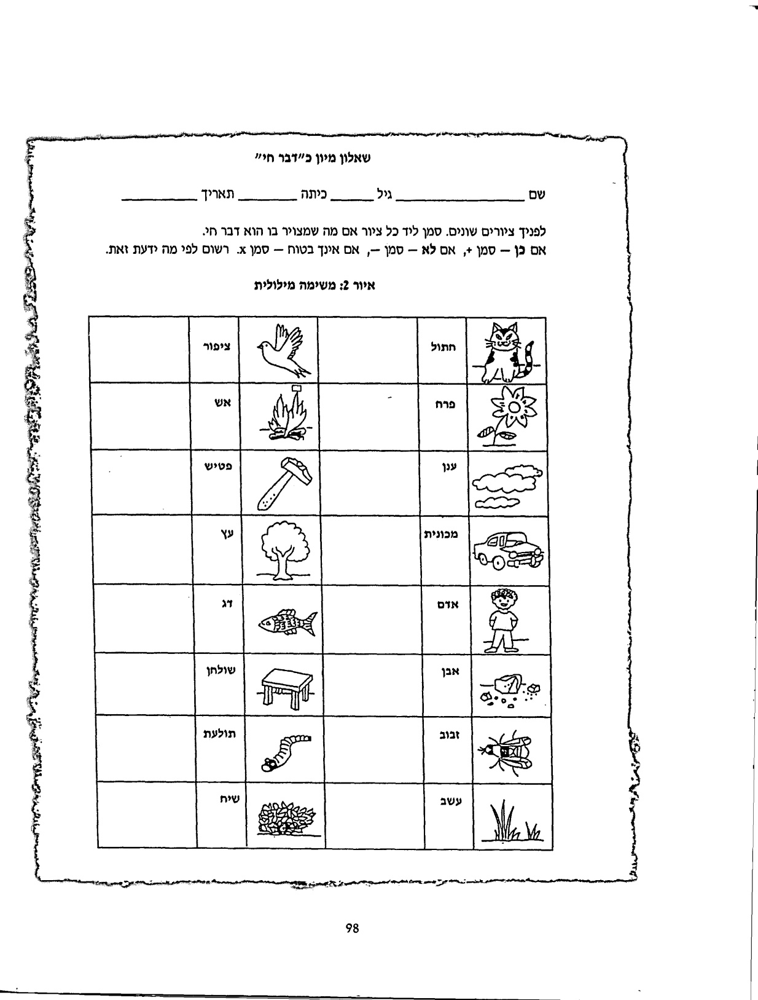 שאלון מיון כ״דבר חי״
שם ____________ גיל ______ כיתה ________ תאריך __________
לפניך ציורים שונים. סמן ליד כל ציור אם מה שמצויר בו הוא דבר חי.
אם כן – סמן +, אם לא – סמן –, אם אינך בטוח – סמן x. רשום לפי מה ידעת זאת.
איור 2: משימה מילולית
חתול ציפור
פרח אש
ענן פטיש
מכונית עץ
אדם דג
אבן שולחן
זבוב תולעת
עשב שיח
98